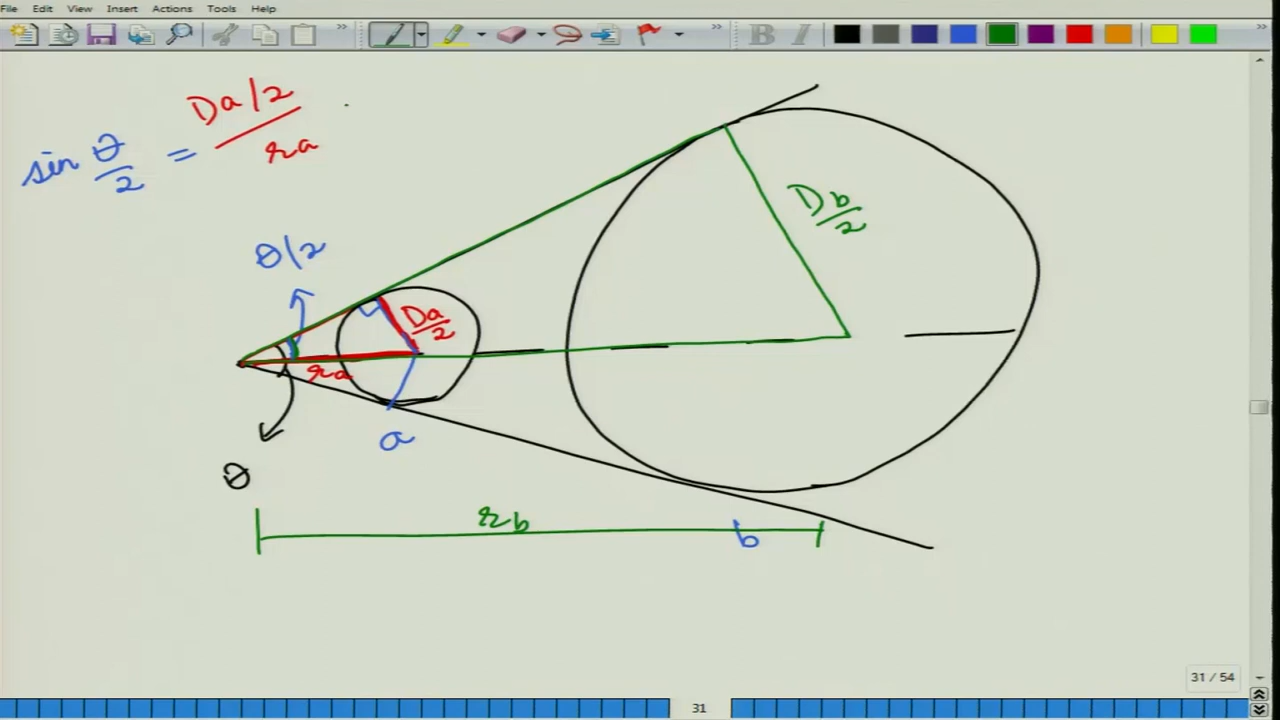 File Edit View Insert Actions Tools Help
B I
sin θ/2 = Da/2 / ra
θ/2
Db/2
Da/2
ra
a
θ
rb
b
31 / 54
31